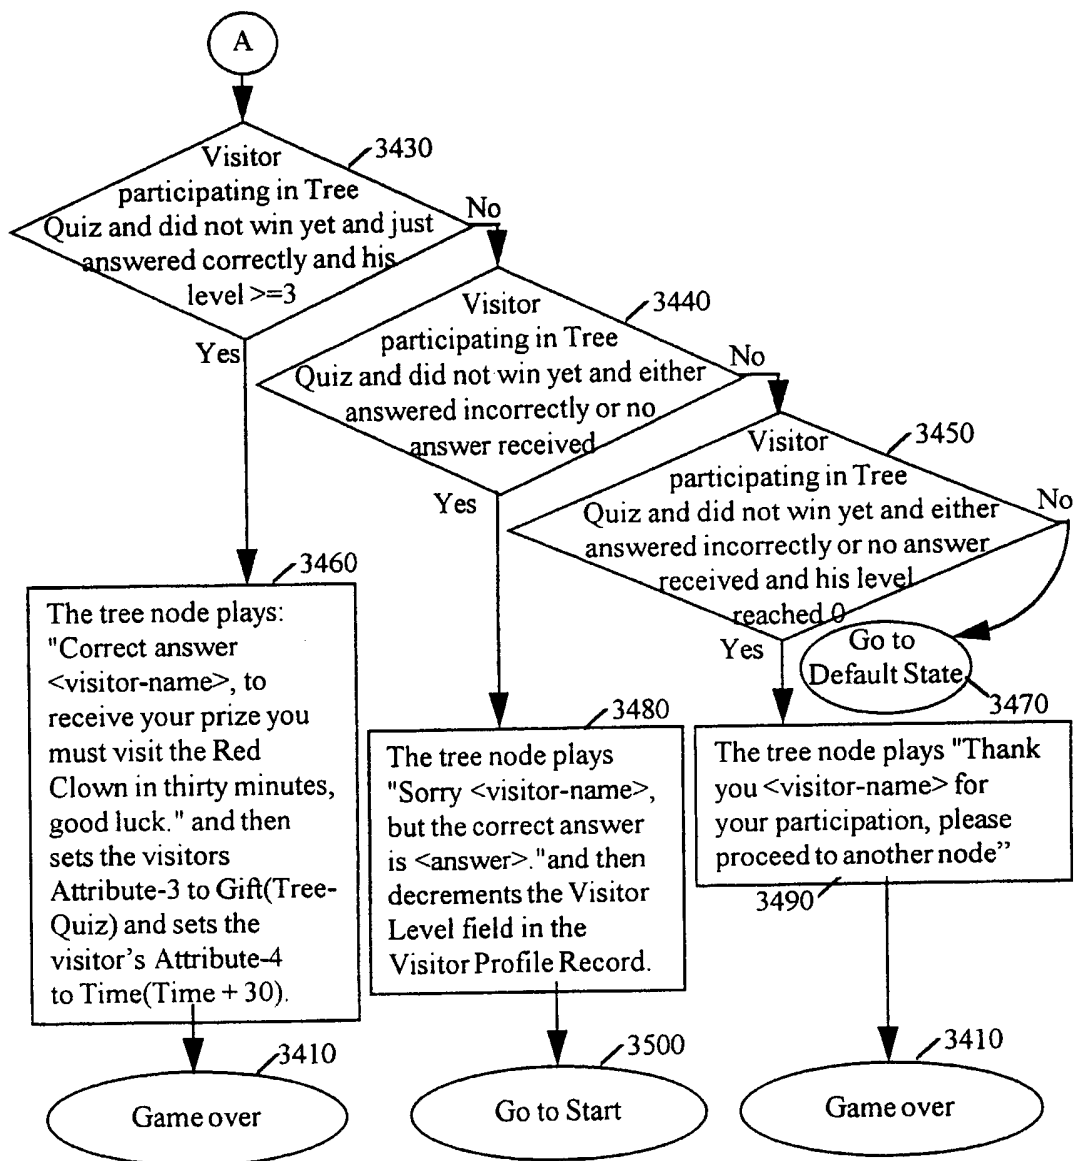 A
3430
Visitor
participating in Tree
Quiz and did not win yet and just
answered correctly and his
level >=3
No
Yes
3440
Visitor
participating in Tree
Quiz and did not win yet and either
answered incorrectly or no
answer received
No
Yes
3450
Visitor
participating in Tree
Quiz and did not win yet and either
answered incorrectly or no answer
received and his level
reached 0
No
Yes
Go to
Default State
3470
3460
The tree node plays:
"Correct answer
<visitor-name>, to
receive your prize you
must visit the Red
Clown in thirty minutes,
good luck." and then
sets the visitors
Attribute-3 to Gift(Tree-
Quiz) and sets the
visitor's Attribute-4
to Time(Time + 30).
3480
The tree node plays
"Sorry <visitor-name>,
but the correct answer
is <answer>."and then
decrements the Visitor
Level field in the
Visitor Profile Record.
The tree node plays "Thank
you <visitor-name> for
your participation, please
proceed to another node”
3490
3410
Game over
3500
Go to Start
3410
Game over